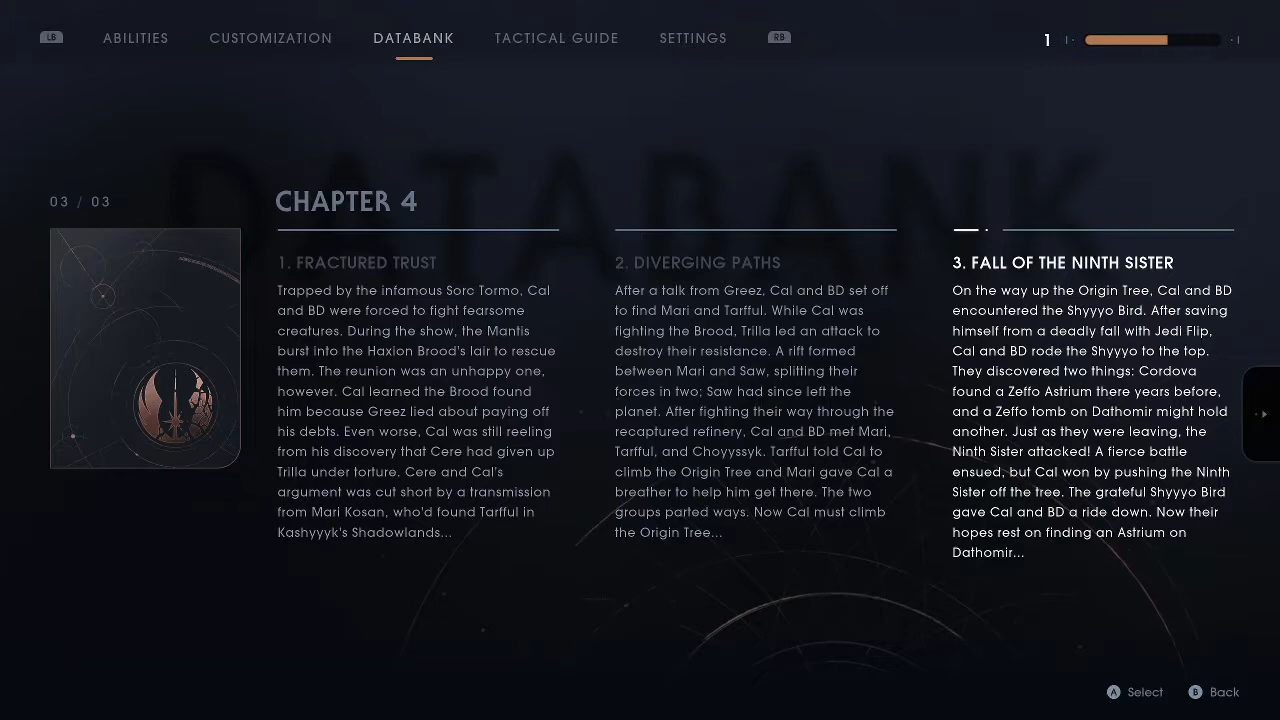 LB ABILITIES CUSTOMIZATION DATABANK TACTICAL GUIDE SETTINGS RB 1
DATABANK
03 / 03
CHAPTER 4
1. FRACTURED TRUST
Trapped by the infamous Sorc Tormo, Cal
and BD were forced to fight fearsome
creatures. During the show, the Mantis
burst into the Haxion Brood's lair to rescue
them. The reunion was an unhappy one,
however. Cal learned the Brood found
him because Greez lied about paying off
his debts. Even worse, Cal was still reeling
from his discovery that Cere had given up
Trilla under torture. Cere and Cal's
argument was cut short by a transmission
from Mari Kosan, who'd found Tarfful in
Kashyyyk's Shadowlands...
2. DIVERGING PATHS
After a talk from Greez, Cal and BD set off
to find Mari and Tarfful. While Cal was
fighting the Brood, Trilla led an attack to
destroy their resistance. A rift formed
between Mari and Saw, splitting their
forces in two; Saw had since left the
planet. After fighting their way through the
recaptured refinery, Cal and BD met Mari,
Tarfful, and Choyyssyk. Tarfful told Cal to
climb the Origin Tree and Mari gave Cal a
breather to help him get there. The two
groups parted ways. Now Cal must climb
the Origin Tree...
3. FALL OF THE NINTH SISTER
On the way up the Origin Tree, Cal and BD
encountered the Shyyyo Bird. After saving
himself from a deadly fall with Jedi Flip,
Cal and BD rode the Shyyyo to the top.
They discovered two things: Cordova
found a Zeffo Astrium there years before,
and a Zeffo tomb on Dathomir might hold
another. Just as they were leaving, the
Ninth Sister attacked! A fierce battle
ensued, but Cal won by pushing the Ninth
Sister off the tree. The grateful Shyyyo Bird
gave Cal and BD a ride down. Now their
hopes rest on finding an Astrium on
Dathomir...
A Select B Back